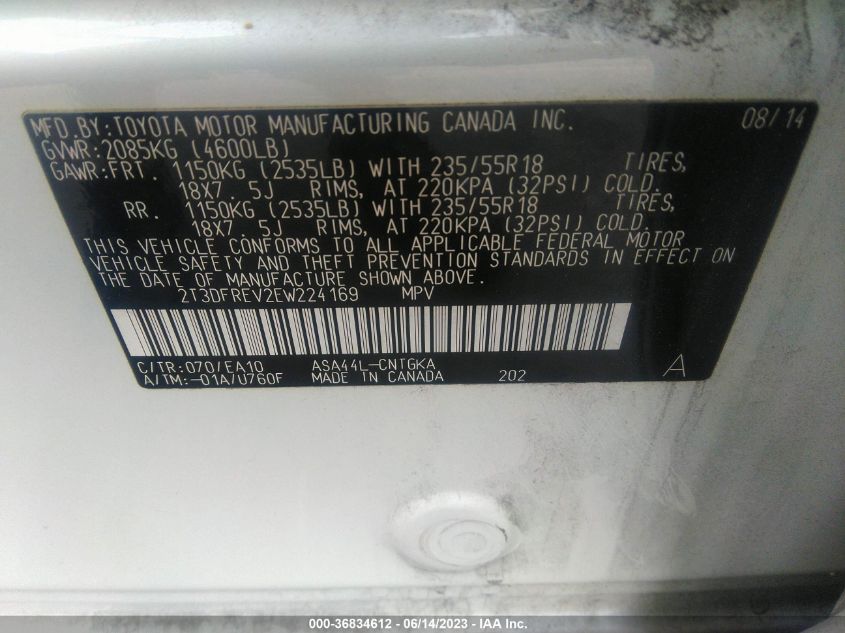 MFD.BY:TOYOTA MOTOR MANUFACTURING CANADA INC. 08/14
GVWR:2085KG (4600LB)
GAWR:FRT. 1150KG (2535LB) WITH 235/55R18 TIRES,
18X7.5J RIMS, AT 220KPA (32PSI) COLD.
RR. 1150KG (2535LB) WITH 235/55R18 TIRES,
18X7.5J RIMS, AT 220KPA (32PSI) COLD.
THIS VEHICLE CONFORMS TO ALL APPLICABLE FEDERAL MOTOR
VEHICLE SAFETY AND THEFT PREVENTION STANDARDS IN EFFECT ON
THE DATE OF MANUFACTURE SHOWN ABOVE.
2T3DFREV2EW224169 MPV
C/TR:070/EA10 ASA44L-CNTGKA
A/TM:-01A/U760F MADE IN CANADA 202 A
000-36834612 - 06/14/2023 - IAA Inc.